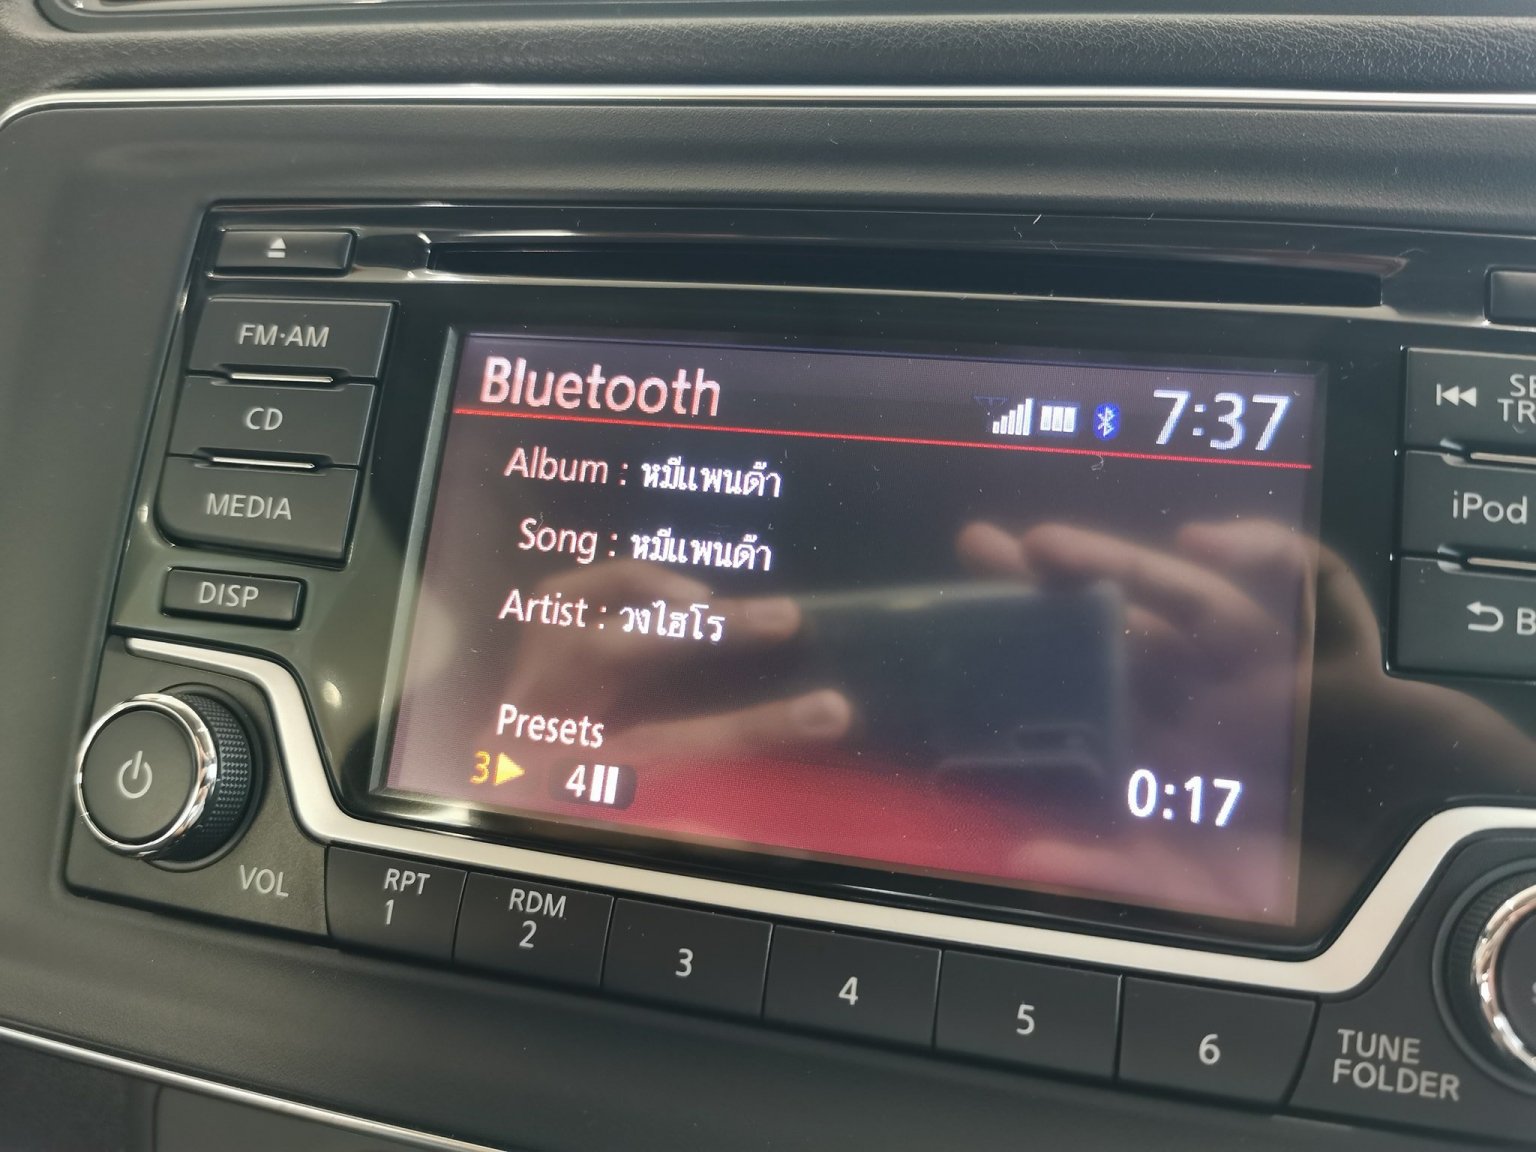 FM·AM
CD
MEDIA
DISP
VOL
Bluetooth 7:37
Album : หมีแพนด้า
Song : หมีแพนด้า
Artist : วงไฮโร
Presets
3 4 0:17
iPod
RPT
1
RDM
2
3
4
5
6
TUNE
FOLDER